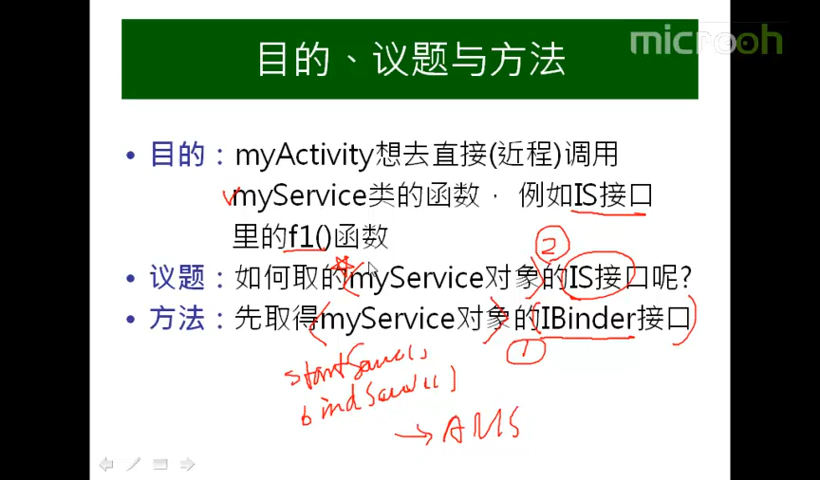 microoh
目的、议题与方法
• 目的：myActivity想去直接(近程)调用
myService类的函数， 例如IS接口
里的f1()函数
②
• 议题：如何取的myService对象的IS接口呢?
• 方法：先取得myService对象的IBinder接口
①
bindService()
→ AMS